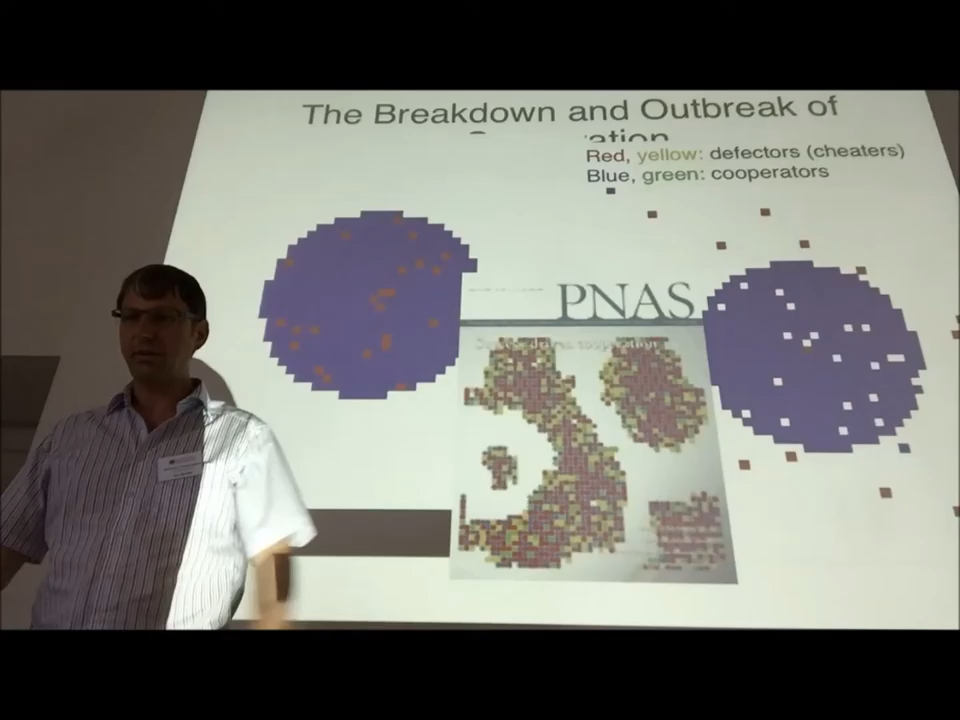 The Breakdown and Outbreak of
Red, yellow: defectors (cheaters)
Blue, green: cooperators
PNAS